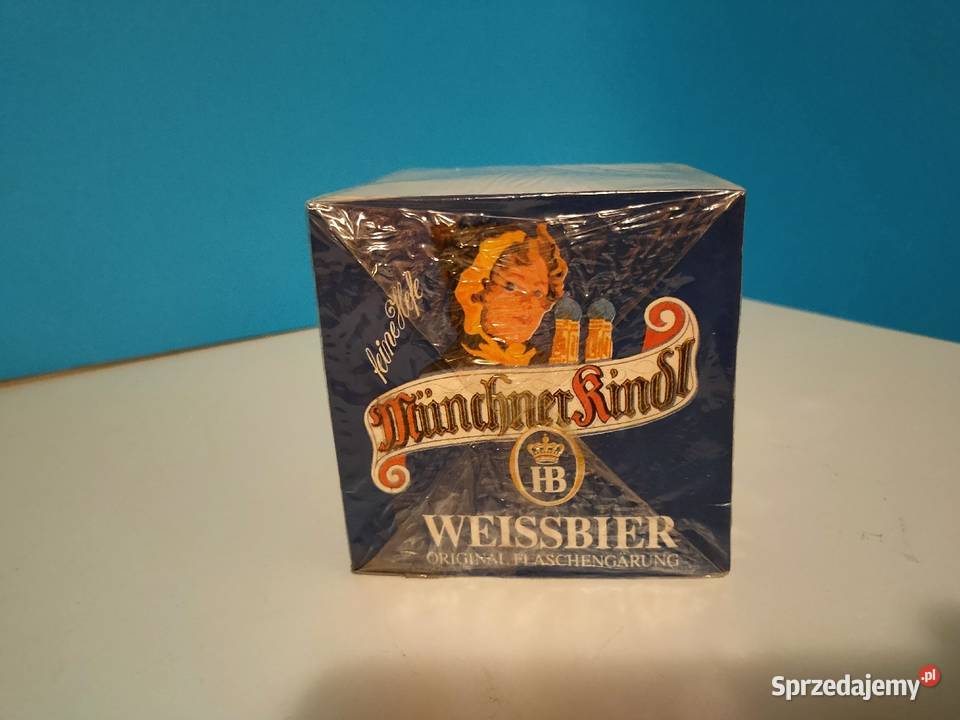 feine Hefe
Münchner Kindl
HB
WEISSBIER
ORIGINAL FLASCHENGÄRUNG
Sprzedajemy.pl